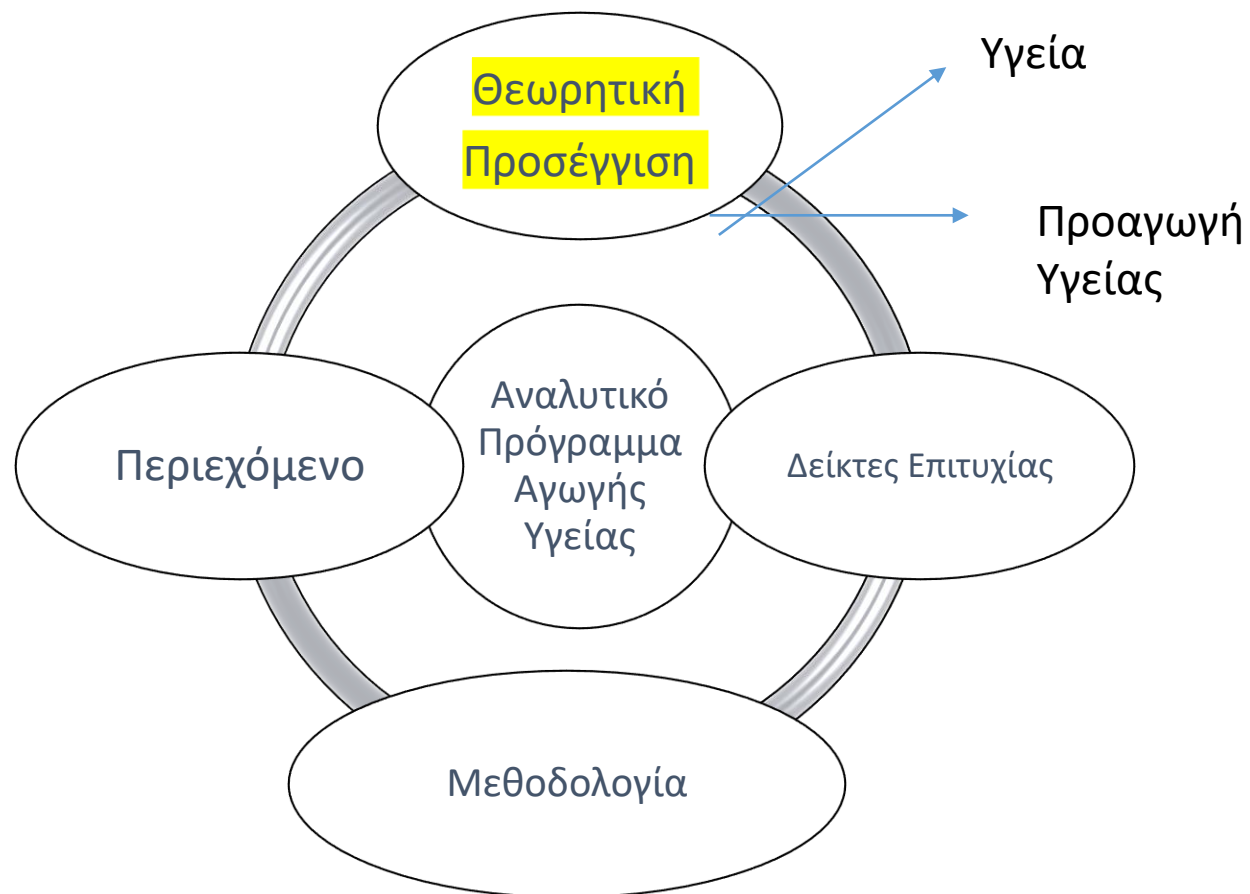 Θεωρητική
Προσέγγιση
Υγεία
Προαγωγή
Υγείας
Περιεχόμενο
Αναλυτικό
Πρόγραμμα
Αγωγής
Υγείας
Δείκτες Επιτυχίας
Μεθοδολογία